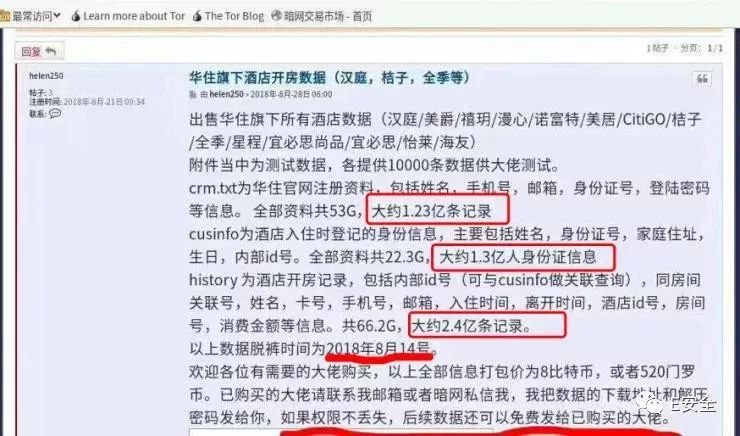 最常访问 Learn more about Tor The Tor Blog 暗网交易市场 - 首页
回复
1帖子 • 分页: 1/1
helen250
帖子: 3
注册时间: 2018-8月-21日 00:34
联系:
华住旗下酒店开房数据（汉庭，桔子，全季等）
由 helen250 » 2018-8月-28日 06:00
出售华住旗下所有酒店数据（汉庭/美爵/禧玥/漫心/诺富特/美居/CitiGO/桔子
/全季/星程/宜必思尚品/宜必思/怡莱/海友）
附件当中为测试数据，各提供10000条数据供大佬测试。
crm.txt为华住官网注册资料，包括姓名，手机号，邮箱，身份证号，登陆密码
等信息。 全部资料共53G，大约1.23亿条记录
cusinfo为酒店入住时登记的身份信息，主要包括姓名，身份证号，家庭住址，
生日，内部id号。全部资料共22.3G，大约1.3亿人身份证信息
history 为酒店开房记录，包括内部id号（可与cusinfo做关联查询），同房间
关联号，姓名，卡号，手机号，邮箱，入住时间，离开时间，酒店id号，房间
号，消费金额等信息。共66.2G，大约2.4亿条记录。
以上数据脱裤时间为2018年8月14号。
欢迎各位有需要的大佬购买，以上全部信息打包价为8比特币，或者520门罗
币。已购买的大佬请联系我邮箱或者暗网私信我，我把数据的下载地址和解压
密码发给你，如果权限不丢失，后续数据还可以免费发给已购买的大佬。
E安全